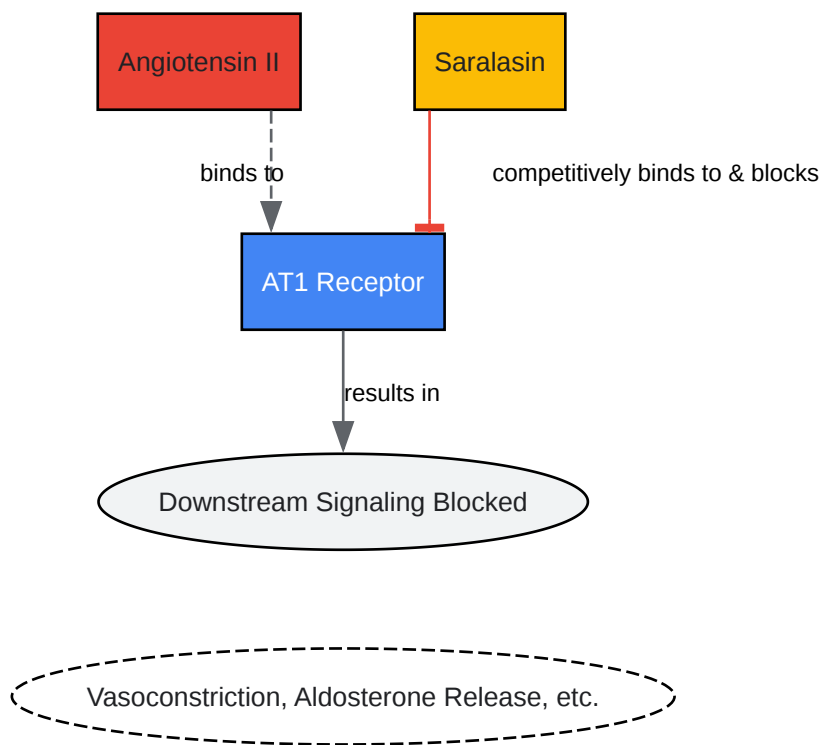 Angiotensin II
Saralasin
binds to
competitively binds to & blocks
AT1 Receptor
results in
Downstream Signaling Blocked
Vasoconstriction, Aldosterone Release, etc.